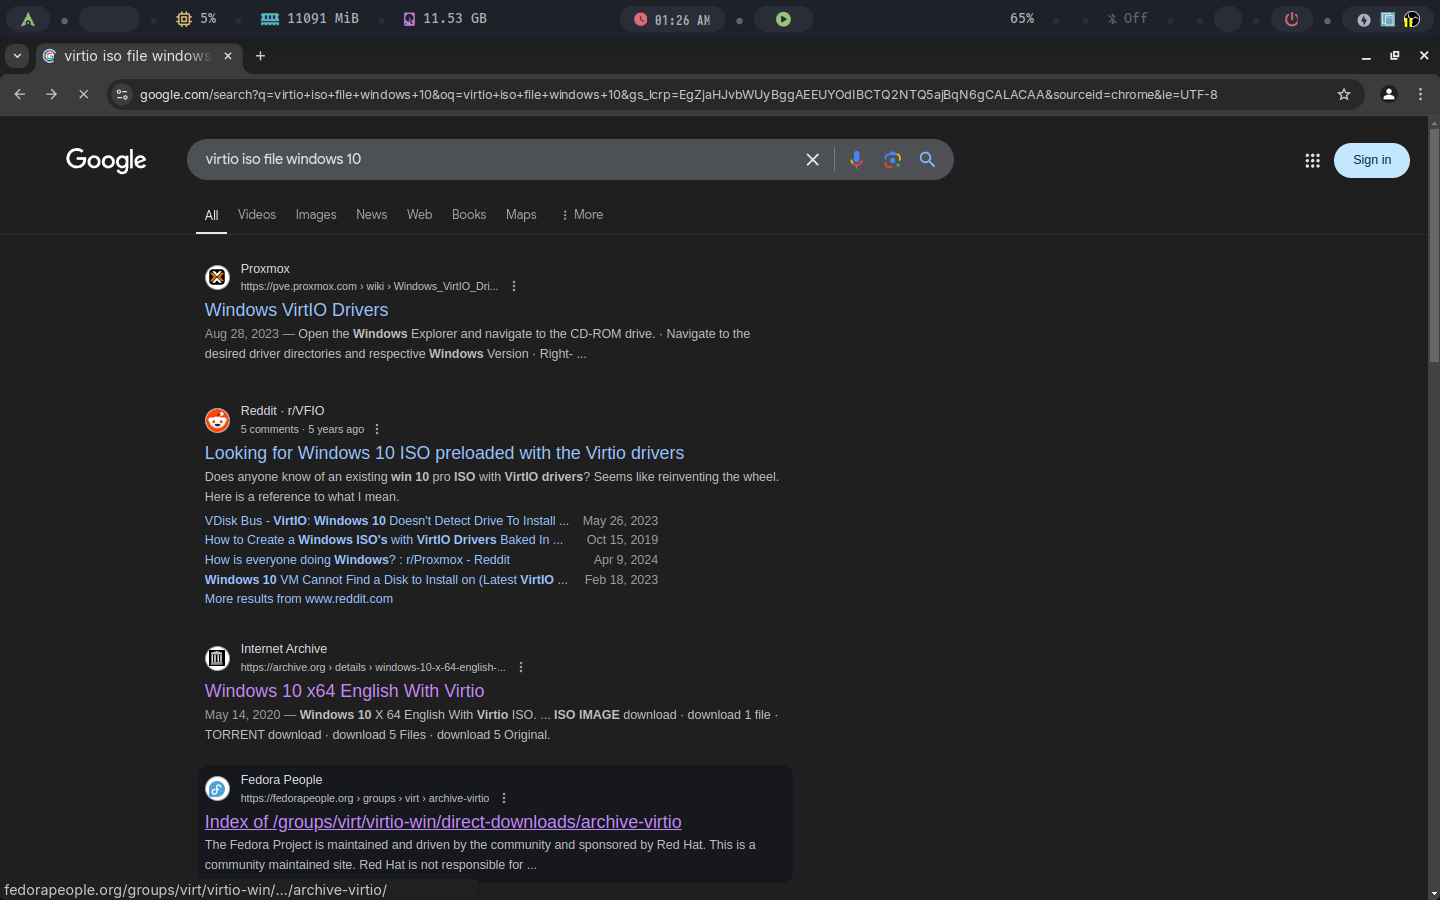 5%
11091 MiB
11.53 GB
01:26 AM
65%
Off
virtio iso file windows
google.com/search?q=virtio+iso+file+windows+10&oq=virtio+iso+file+windows+10&gs_lcrp=EgZjaHJvbWUyBggAEEUYOdIBCTQ2NTQ5ajBqN6gCALACAA&sourceid=chrome&ie=UTF-8
Google
virtio iso file windows 10
Sign in
All Videos Images News Web Books Maps More
Proxmox
https://pve.proxmox.com › wiki › Windows_VirtIO_Dri...
Windows VirtIO Drivers
Aug 28, 2023 — Open the Windows Explorer and navigate to the CD-ROM drive. · Navigate to the
desired driver directories and respective Windows Version · Right- ...
Reddit · r/VFIO
5 comments · 5 years ago
Looking for Windows 10 ISO preloaded with the Virtio drivers
Does anyone know of an existing win 10 pro ISO with VirtIO drivers? Seems like reinventing the wheel.
Here is a reference to what I mean.
VDisk Bus - VirtIO: Windows 10 Doesn't Detect Drive To Install ... May 26, 2023
How to Create a Windows ISO's with VirtIO Drivers Baked In ... Oct 15, 2019
How is everyone doing Windows? : r/Proxmox - Reddit Apr 9, 2024
Windows 10 VM Cannot Find a Disk to Install on (Latest VirtIO ... Feb 18, 2023
More results from www.reddit.com
Internet Archive
https://archive.org › details › windows-10-x-64-english-...
Windows 10 x64 English With Virtio
May 14, 2020 — Windows 10 X 64 English With Virtio ISO. ... ISO IMAGE download · download 1 file ·
TORRENT download · download 5 Files · download 5 Original.
Fedora People
https://fedorapeople.org › groups › virt › archive-virtio
Index of /groups/virt/virtio-win/direct-downloads/archive-virtio
The Fedora Project is maintained and driven by the community and sponsored by Red Hat. This is a
community maintained site. Red Hat is not responsible for ...
fedorapeople.org/groups/virt/virtio-win/.../archive-virtio/